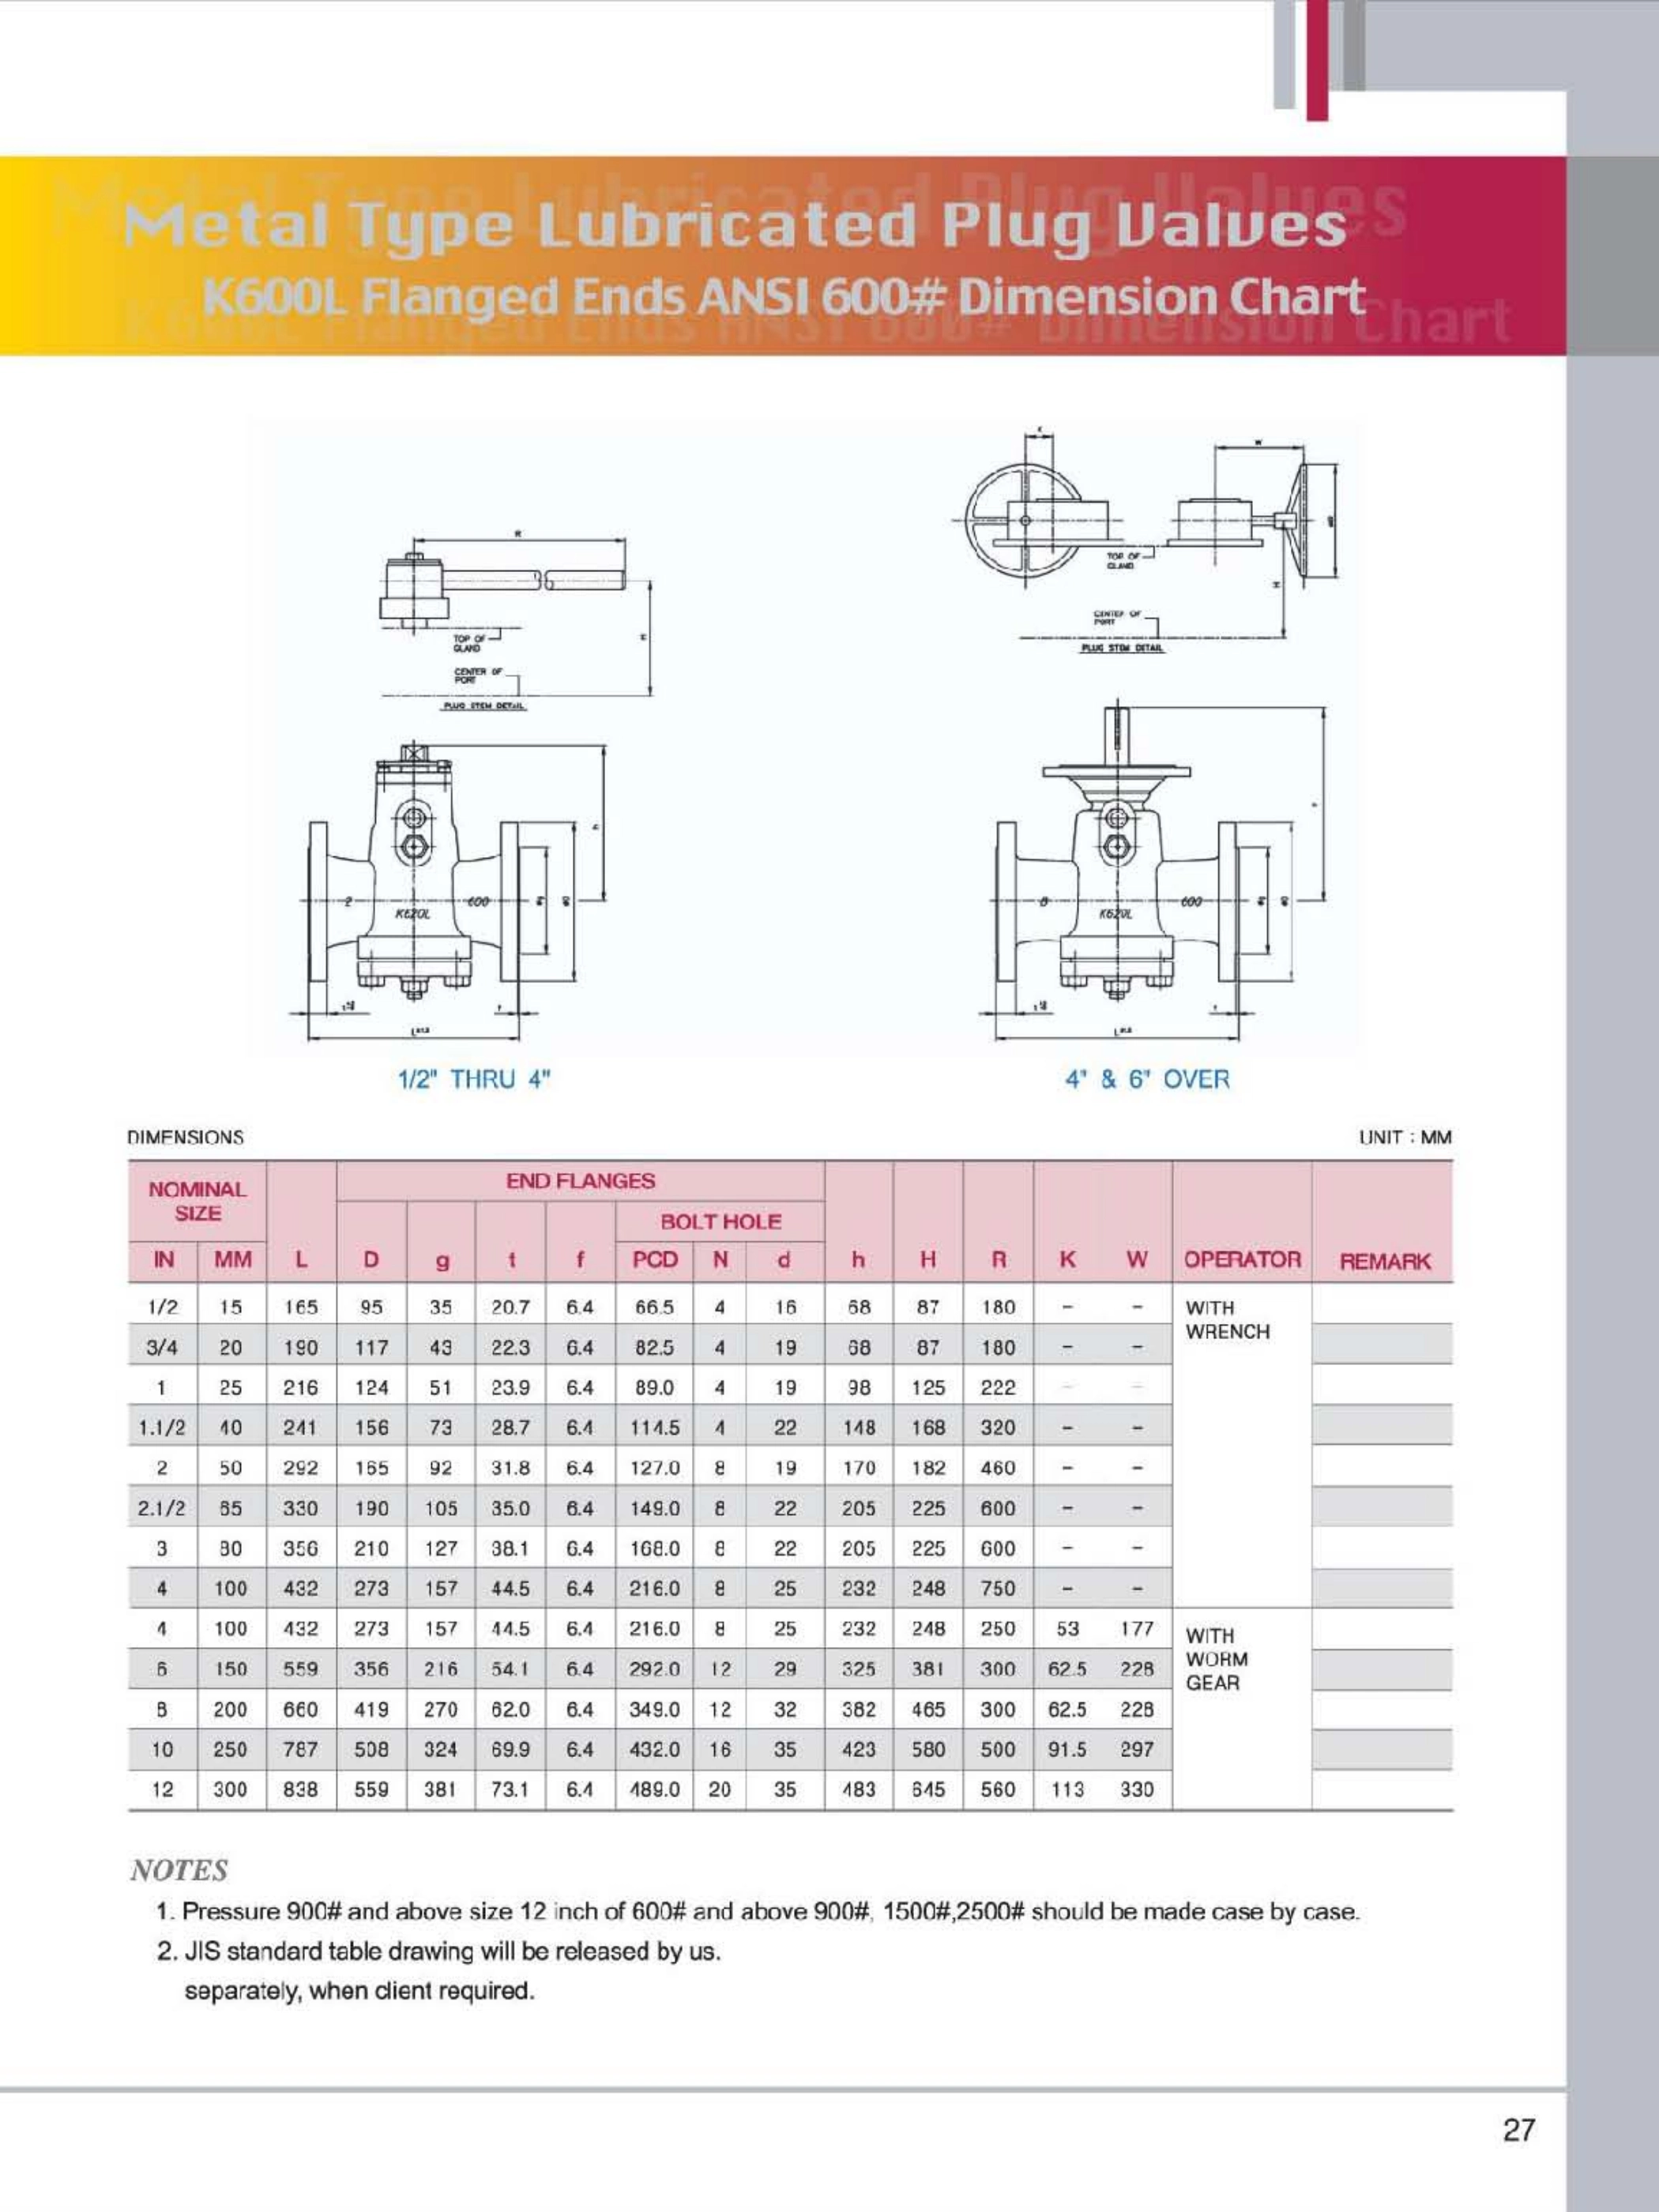 Metal Type Lubricated Plug Valves
K600L Flanged Ends ANSI 600# Dimension Chart
K
W
R
TOP OF
GLAND
H
TOP OF
GLAND
H
CENTER OF
PORT
CENTER OF
PORT
PLUG STEM DETAIL
PLUG STEM DETAIL
h
2 K620L 600
8 K620L 600
1/2" THRU 4"
4" & 6" OVER
DIMENSIONS UNIT : MM
NOMINAL SIZE END FLANGES
BOLT HOLE
IN MM L D g t f PCD N d h H R K W OPERATOR REMARK
1/2 15 165 95 35 20.7 6.4 66.5 4 16 68 87 180 - - WITH WRENCH
3/4 20 190 117 43 22.3 6.4 82.5 4 19 68 87 180 - -
1 25 216 124 51 23.9 6.4 89.0 4 19 98 125 222 - -
1.1/2 40 241 156 73 28.7 6.4 114.5 4 22 148 168 320 - -
2 50 292 165 92 31.8 6.4 127.0 8 19 170 182 460 - -
2.1/2 65 330 190 105 35.0 6.4 149.0 8 22 205 225 600 - -
3 80 356 210 127 38.1 6.4 168.0 8 22 205 225 600 - -
4 100 432 273 157 44.5 6.4 216.0 8 25 232 248 750 - -
4 100 432 273 157 44.5 6.4 216.0 8 25 232 248 250 53 177 WITH WORM GEAR
6 150 559 356 216 54.1 6.4 292.0 12 29 325 381 300 62.5 228
8 200 660 419 270 62.0 6.4 349.0 12 32 382 465 300 62.5 228
10 250 787 508 324 69.9 6.4 432.0 16 35 423 580 500 91.5 297
12 300 838 559 381 73.1 6.4 489.0 20 35 483 645 560 113 330
NOTES
1. Pressure 900# and above size 12 inch of 600# and above 900#, 1500#,2500# should be made case by case.
2. JIS standard table drawing will be released by us.
separately, when client required.
27